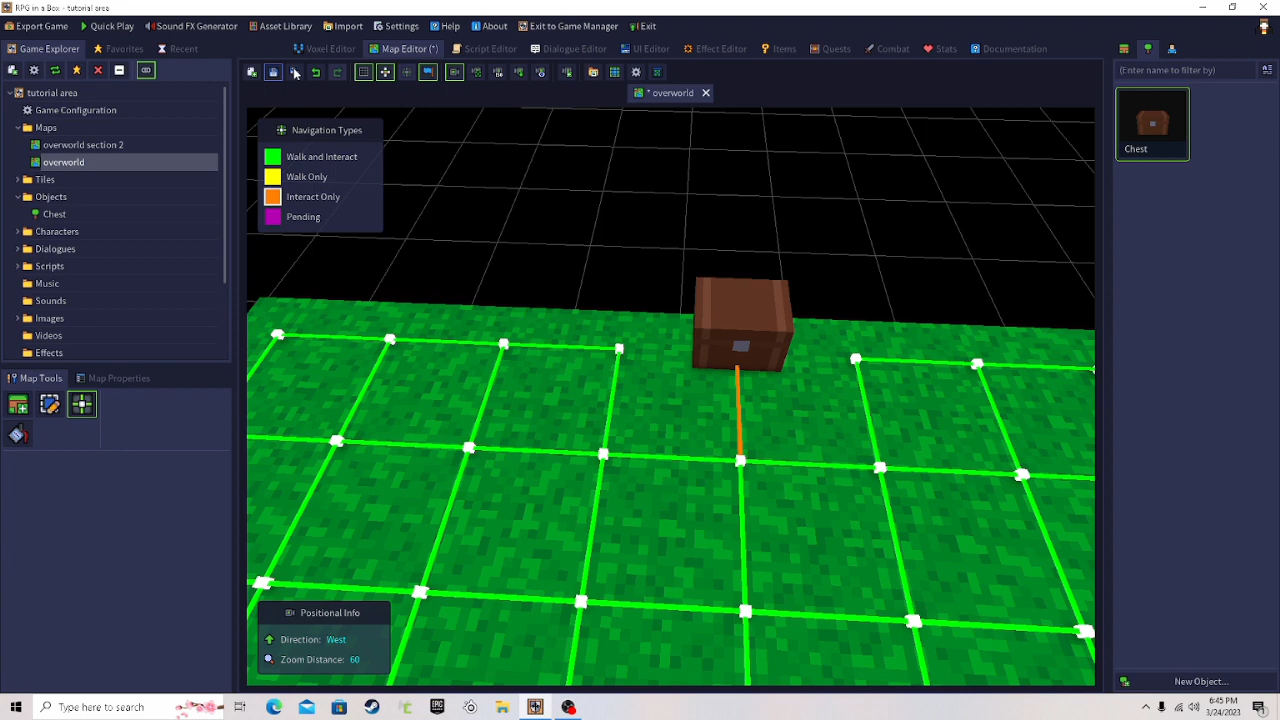 RPG in a Box - tutorial area
Export Game
Quick Play
Sound FX Generator
Asset Library
Import
Settings
Help
About
Exit to Game Manager
Exit
Game Explorer
Favorites
Recent
Voxel Editor
Map Editor (*)
Script Editor
Dialogue Editor
UI Editor
Effect Editor
Items
Quests
Combat
Stats
Documentation
(Enter name to filter by)
* overworld
tutorial area
Game Configuration
Maps
overworld section 2
overworld
Tiles
Objects
Chest
Characters
Dialogues
Scripts
Music
Sounds
Images
Videos
Effects
Map Tools
Map Properties
Navigation Types
Walk and Interact
Walk Only
Interact Only
Pending
Positional Info
Direction: West
Zoom Distance: 60
Chest
New Object...
Type here to search
EPIC
GAMES
6:45 PM
3/24/2023
1